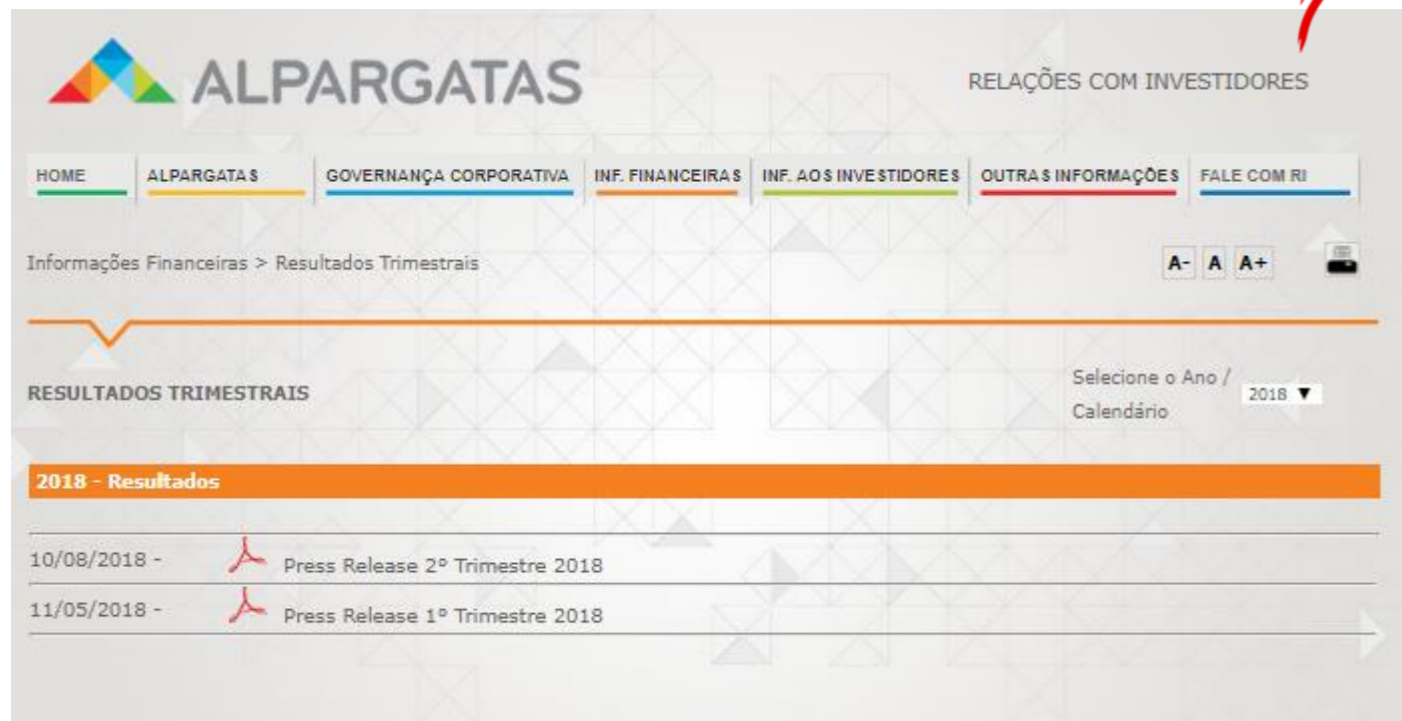 ALPARGATAS
RELAÇÕES COM INVESTIDORES
HOME ALPARGATAS GOVERNANÇA CORPORATIVA INF. FINANCEIRAS INF. AOS INVESTIDORES OUTRAS INFORMAÇÕES FALE COM RI
Informações Financeiras > Resultados Trimestrais
A- A A+
RESULTADOS TRIMESTRAIS
Selecione o Ano /
Calendário
2018 ▼
2018 - Resultados
10/08/2018 - Press Release 2º Trimestre 2018
11/05/2018 - Press Release 1º Trimestre 2018